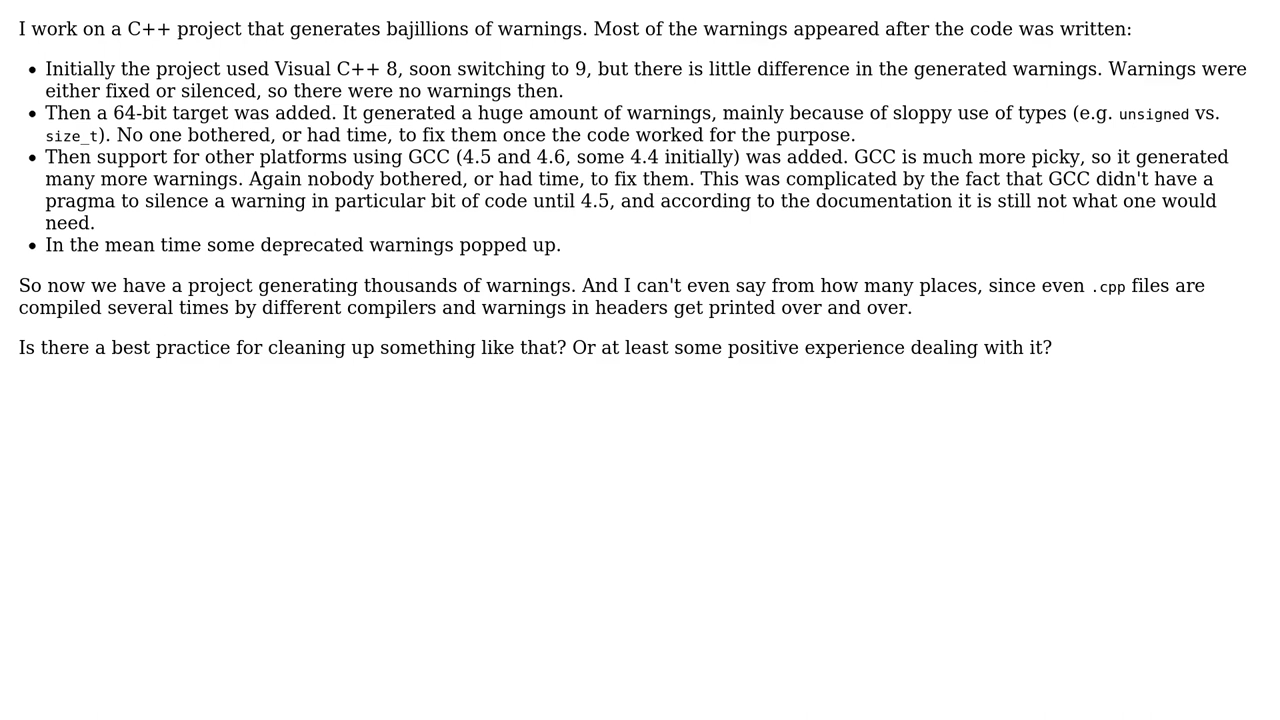 I work on a C++ project that generates bajillions of warnings. Most of the warnings appeared after the code was written:
• Initially the project used Visual C++ 8, soon switching to 9, but there is little difference in the generated warnings. Warnings were
either fixed or silenced, so there were no warnings then.
• Then a 64-bit target was added. It generated a huge amount of warnings, mainly because of sloppy use of types (e.g. unsigned vs.
size_t). No one bothered, or had time, to fix them once the code worked for the purpose.
• Then support for other platforms using GCC (4.5 and 4.6, some 4.4 initially) was added. GCC is much more picky, so it generated
many more warnings. Again nobody bothered, or had time, to fix them. This was complicated by the fact that GCC didn't have a
pragma to silence a warning in particular bit of code until 4.5, and according to the documentation it is still not what one would
need.
• In the mean time some deprecated warnings popped up.
So now we have a project generating thousands of warnings. And I can't even say from how many places, since even .cpp files are
compiled several times by different compilers and warnings in headers get printed over and over.
Is there a best practice for cleaning up something like that? Or at least some positive experience dealing with it?